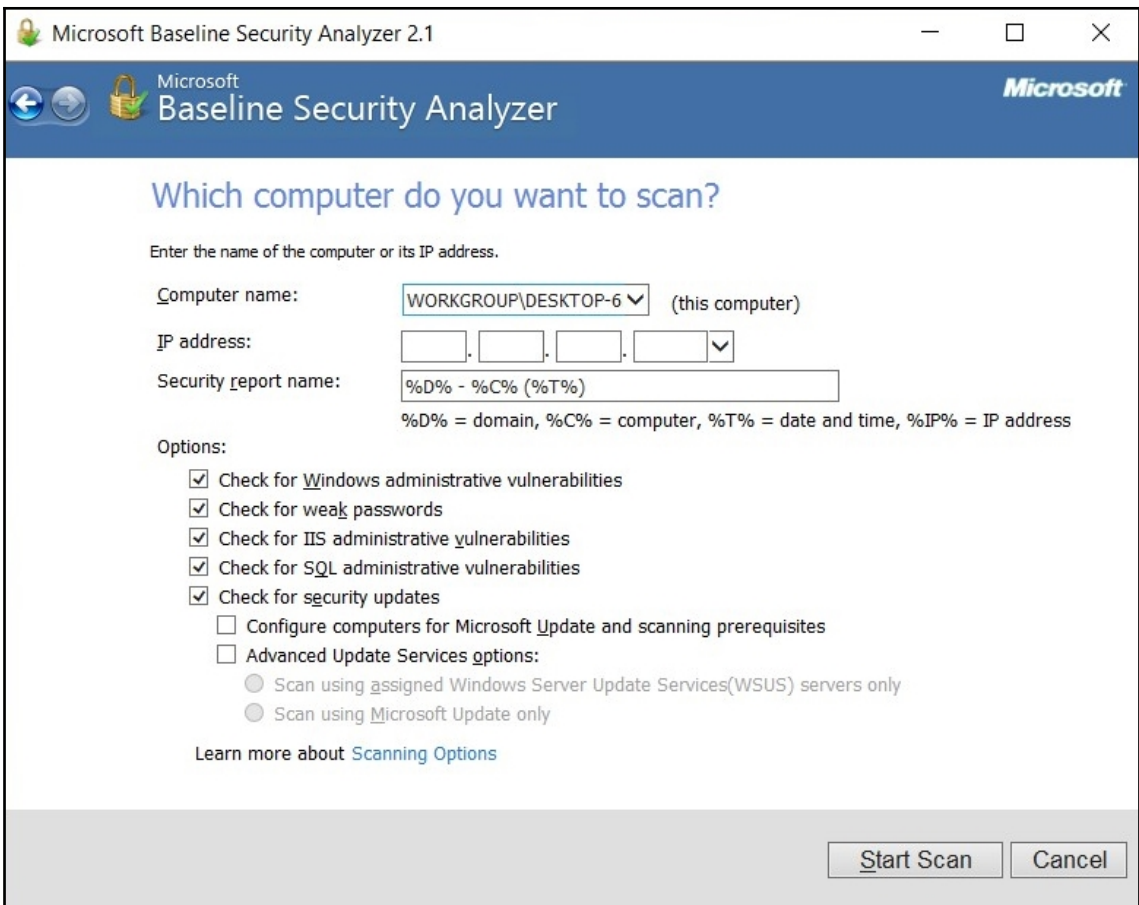 Microsoft Baseline Security Analyzer 2.1
Microsoft
Baseline Security Analyzer
Microsoft
Which computer do you want to scan?
Enter the name of the computer or its IP address.
Computer name: WORKGROUP\DESKTOP-6 (this computer)
IP address: . . .
Security report name: %D% - %C% (%T%)
%D% = domain, %C% = computer, %T% = date and time, %IP% = IP address
Options:
Check for Windows administrative vulnerabilities
Check for weak passwords
Check for IIS administrative vulnerabilities
Check for SQL administrative vulnerabilities
Check for security updates
Configure computers for Microsoft Update and scanning prerequisites
Advanced Update Services options:
Scan using assigned Windows Server Update Services(WSUS) servers only
Scan using Microsoft Update only
Learn more about Scanning Options
Start Scan Cancel